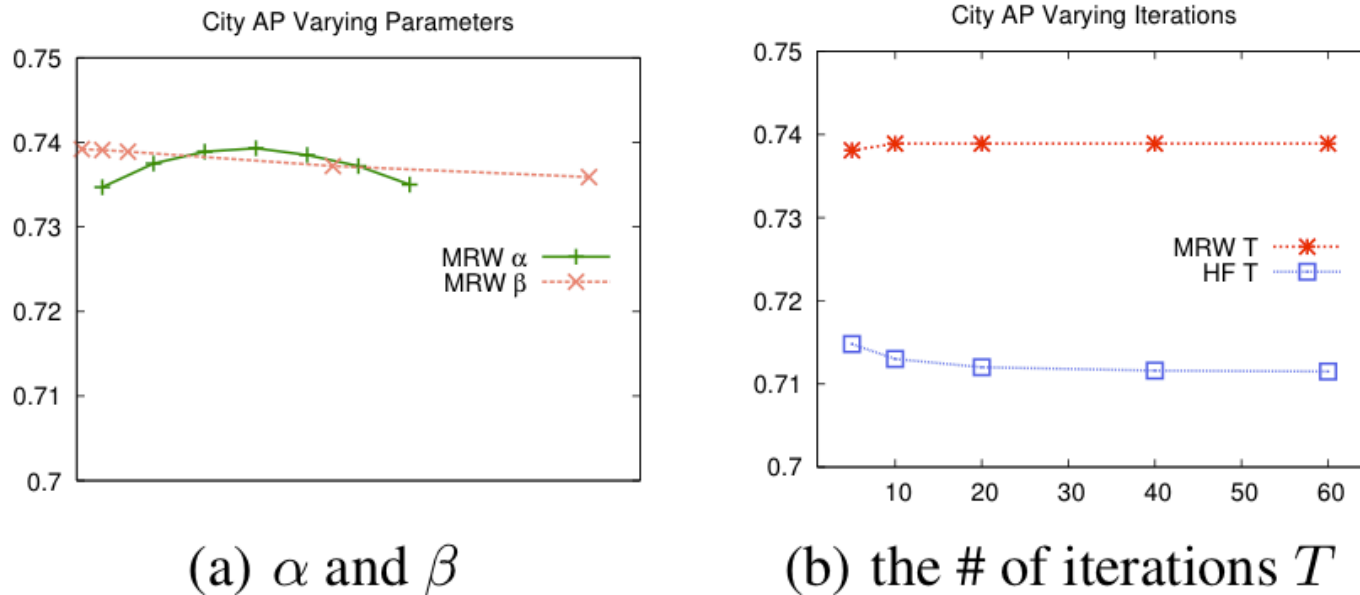 City AP Varying Parameters
0.75
0.74
0.73
0.72
0.71
0.7
MRW α
MRW β
(a) α and β
City AP Varying Iterations
0.75
0.74
0.73
0.72
0.71
0.7
MRW T
HF T
10 20 30 40 50 60
(b) the # of iterations T